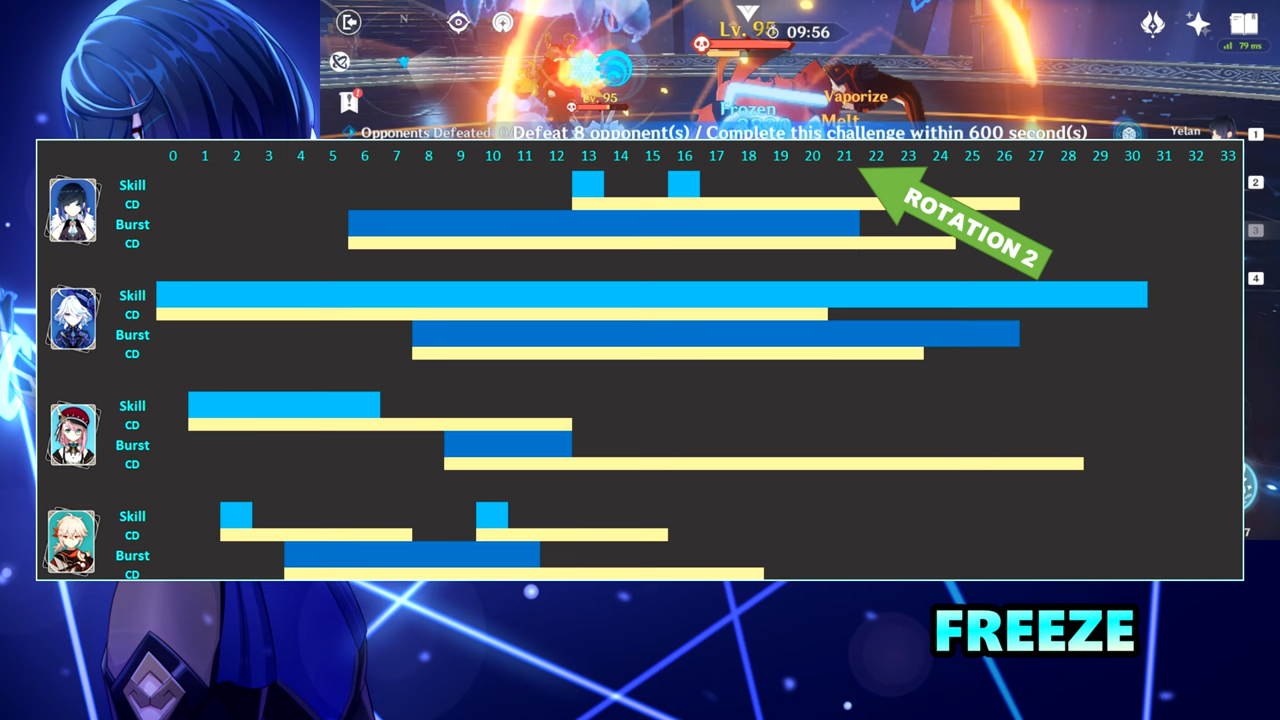 N
Lv. 95
09:56
79 ms
Lv. 95
Frozen
Vaporize
Melt
Opponents Defeated:
Defeat 8 opponent(s) / Complete this challenge within 600 second(s)
Yelan
1
2
3
4
0 1 2 3 4 5 6 7 8 9 10 11 12 13 14 15 16 17 18 19 20 21 22 23 24 25 26 27 28 29 30 31 32 33
Skill
CD
Burst
CD
ROTATION 2
Skill
CD
Burst
CD
Skill
CD
Burst
CD
Skill
CD
Burst
CD
7
FREEZE